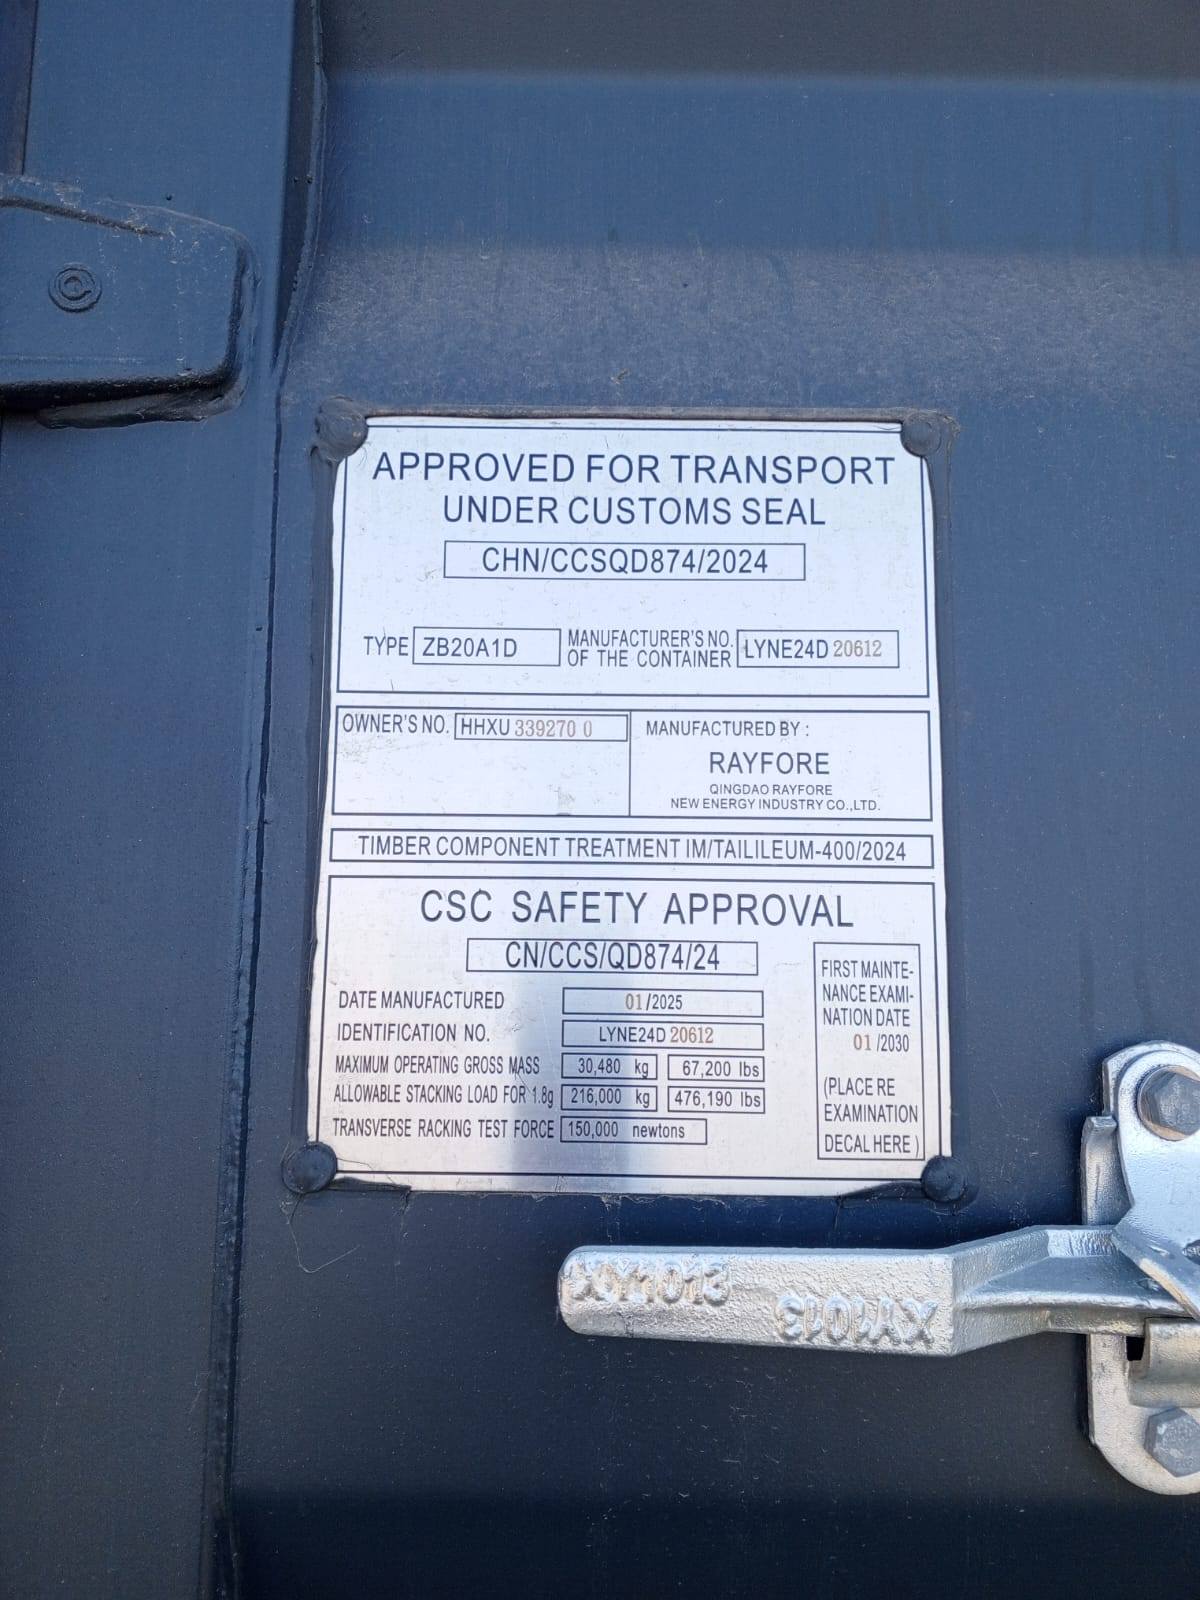 APPROVED FOR TRANSPORT
UNDER CUSTOMS SEAL
CHN/CCSQD874/2024
TYPE ZB20A1D MANUFACTURER'S NO. OF THE CONTAINER LYNE24D 20612
OWNER'S NO. HHXU 339270 0
MANUFACTURED BY :
RAYFORE
QINGDAO RAYFORE
NEW ENERGY INDUSTRY CO.,LTD.
TIMBER COMPONENT TREATMENT IM/TAILILEUM-400/2024
CSC SAFETY APPROVAL
CN/CCS/QD874/24
DATE MANUFACTURED 01/2025
IDENTIFICATION NO. LYNE24D 20612
MAXIMUM OPERATING GROSS MASS 30,480 kg 67,200 lbs
ALLOWABLE STACKING LOAD FOR 1.8g 216,000 kg 476,190 lbs
TRANSVERSE RACKING TEST FORCE 150,000 newtons
FIRST MAINTE-
NANCE EXAMI-
NATION DATE
01 /2030
(PLACE RE
EXAMINATION
DECAL HERE )
XY1013